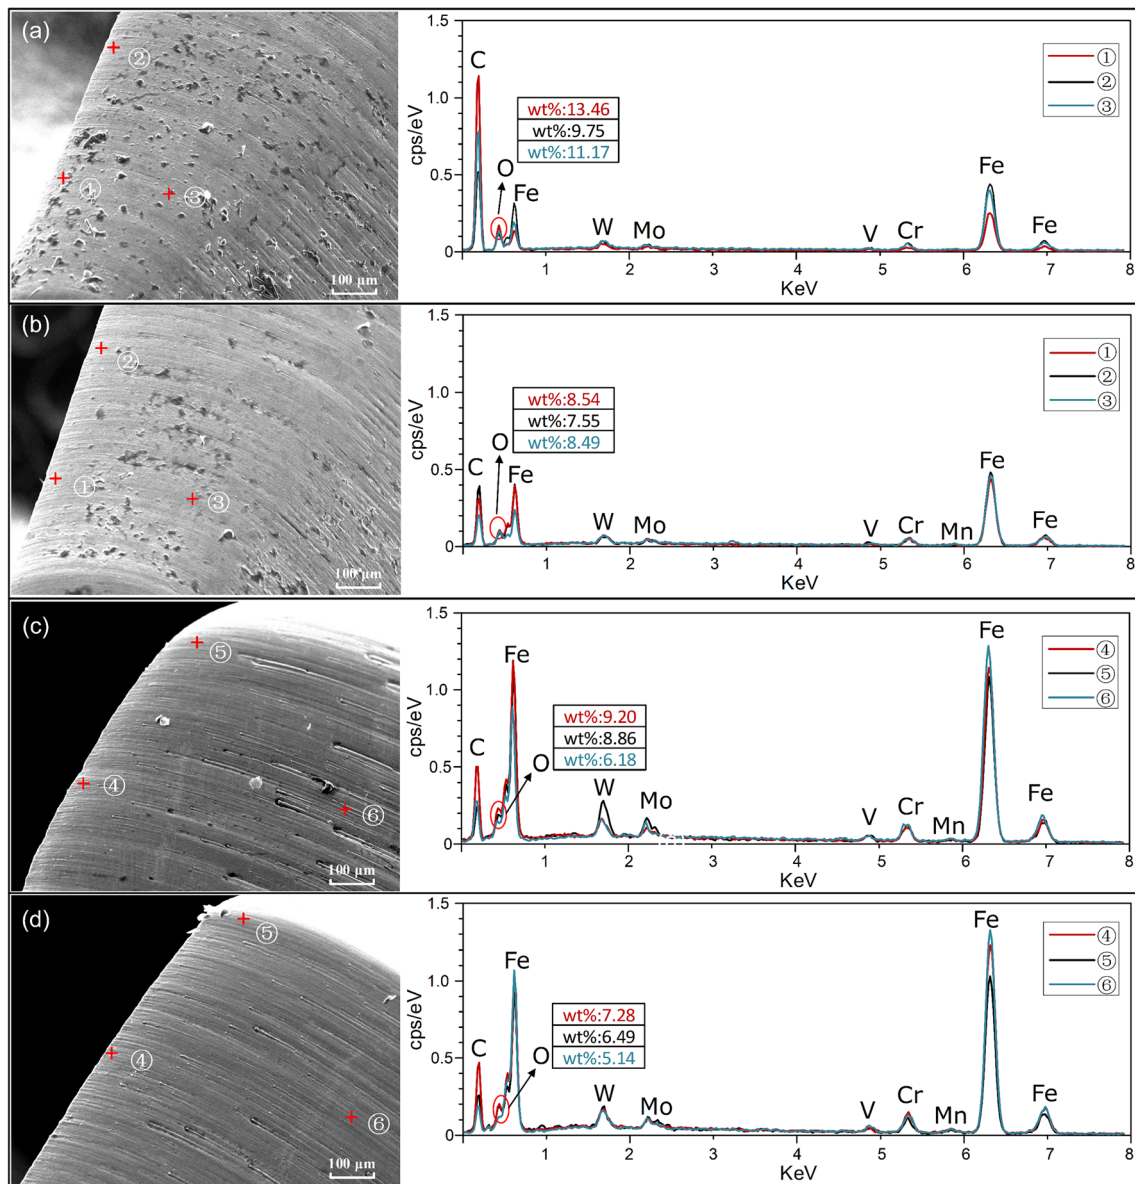 (a)
②
①
③
100 μm
1.5
1.0
0.5
0.0
cps/eV
C
wt%:13.46
wt%:9.75
wt%:11.17
O
Fe
W
Mo
V
Cr
Fe
Fe
①
②
③
1 2 3 4 5 6 7 8
KeV
(b)
②
①
③
100 μm
1.5
1.0
0.5
0.0
cps/eV
C
wt%:8.54
wt%:7.55
wt%:8.49
O
Fe
W
Mo
V
Cr
Mn
Fe
Fe
①
②
③
1 2 3 4 5 6 7 8
KeV
(c)
⑤
④
⑥
100 μm
1.5
1.0
0.5
0
cps/eV
C
Fe
wt%:9.20
wt%:8.86
wt%:6.18
O
W
Mo
V
Cr
Mn
Fe
Fe
④
⑤
⑥
1 2 3 4 5 6 7 8
KeV
(d)
⑤
④
⑥
100 μm
1.5
1.0
0.5
0
cps/eV
C
Fe
wt%:7.28
wt%:6.49
wt%:5.14
O
W
Mo
V
Cr
Mn
Fe
Fe
④
⑤
⑥
1 2 3 4 5 6 7 8
KeV